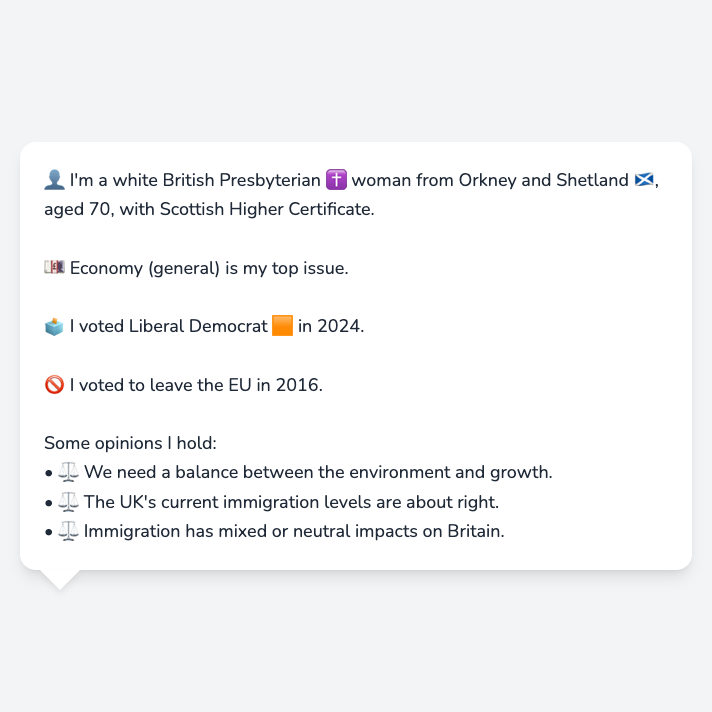 👤 I'm a white British Presbyterian ✝️ woman from Orkney and Shetland 🏴󠁧󠁢󠁳󠁣󠁴󠁿,
aged 70, with Scottish Higher Certificate.
💷 Economy (general) is my top issue.
🗳️ I voted Liberal Democrat 🟧 in 2024.
🚫 I voted to leave the EU in 2016.
Some opinions I hold:
• ⚖️ We need a balance between the environment and growth.
• ⚖️ The UK's current immigration levels are about right.
• ⚖️ Immigration has mixed or neutral impacts on Britain.